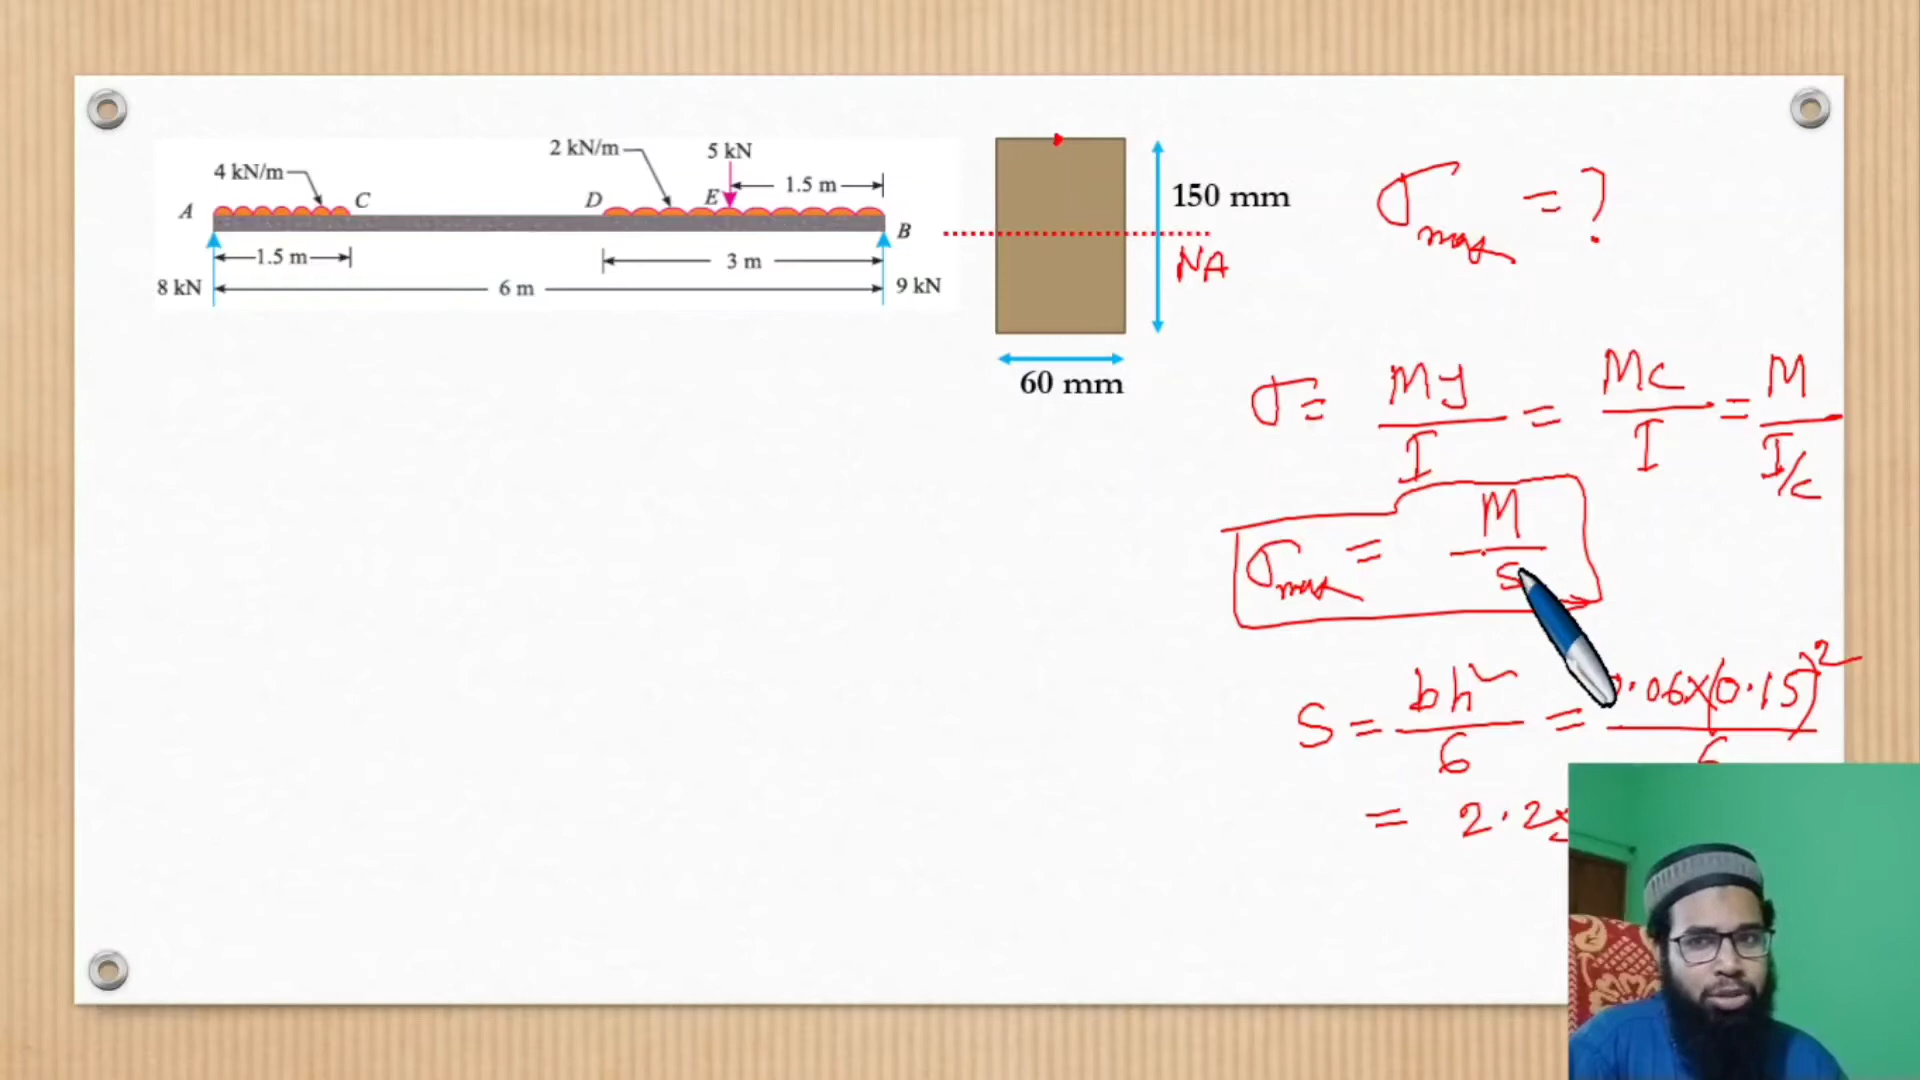 2 kN/m
5 kN
4 kN/m
1.5 m
A
C
D
E
B
1.5 m
3 m
8 kN
6 m
9 kN
150 mm
NA
60 mm
σmax = ?
σ = My/I = Mc/I = M/I/c
σmax = M/S
S = bh²/6 = 0.06×(0.15)²/6
= 2.2×